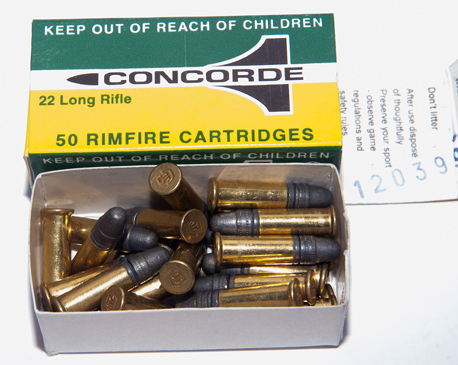 KEEP OUT OF REACH OF CHILDREN
CONCORDE
22 Long Rifle
50 RIMFIRE CARTRIDGES
KEEP OUT OF REACH OF CHILDREN
Don't litter
After use dispose
of thoughtfully
Preserve your sport
observe game
regulations and
safety rules
12039